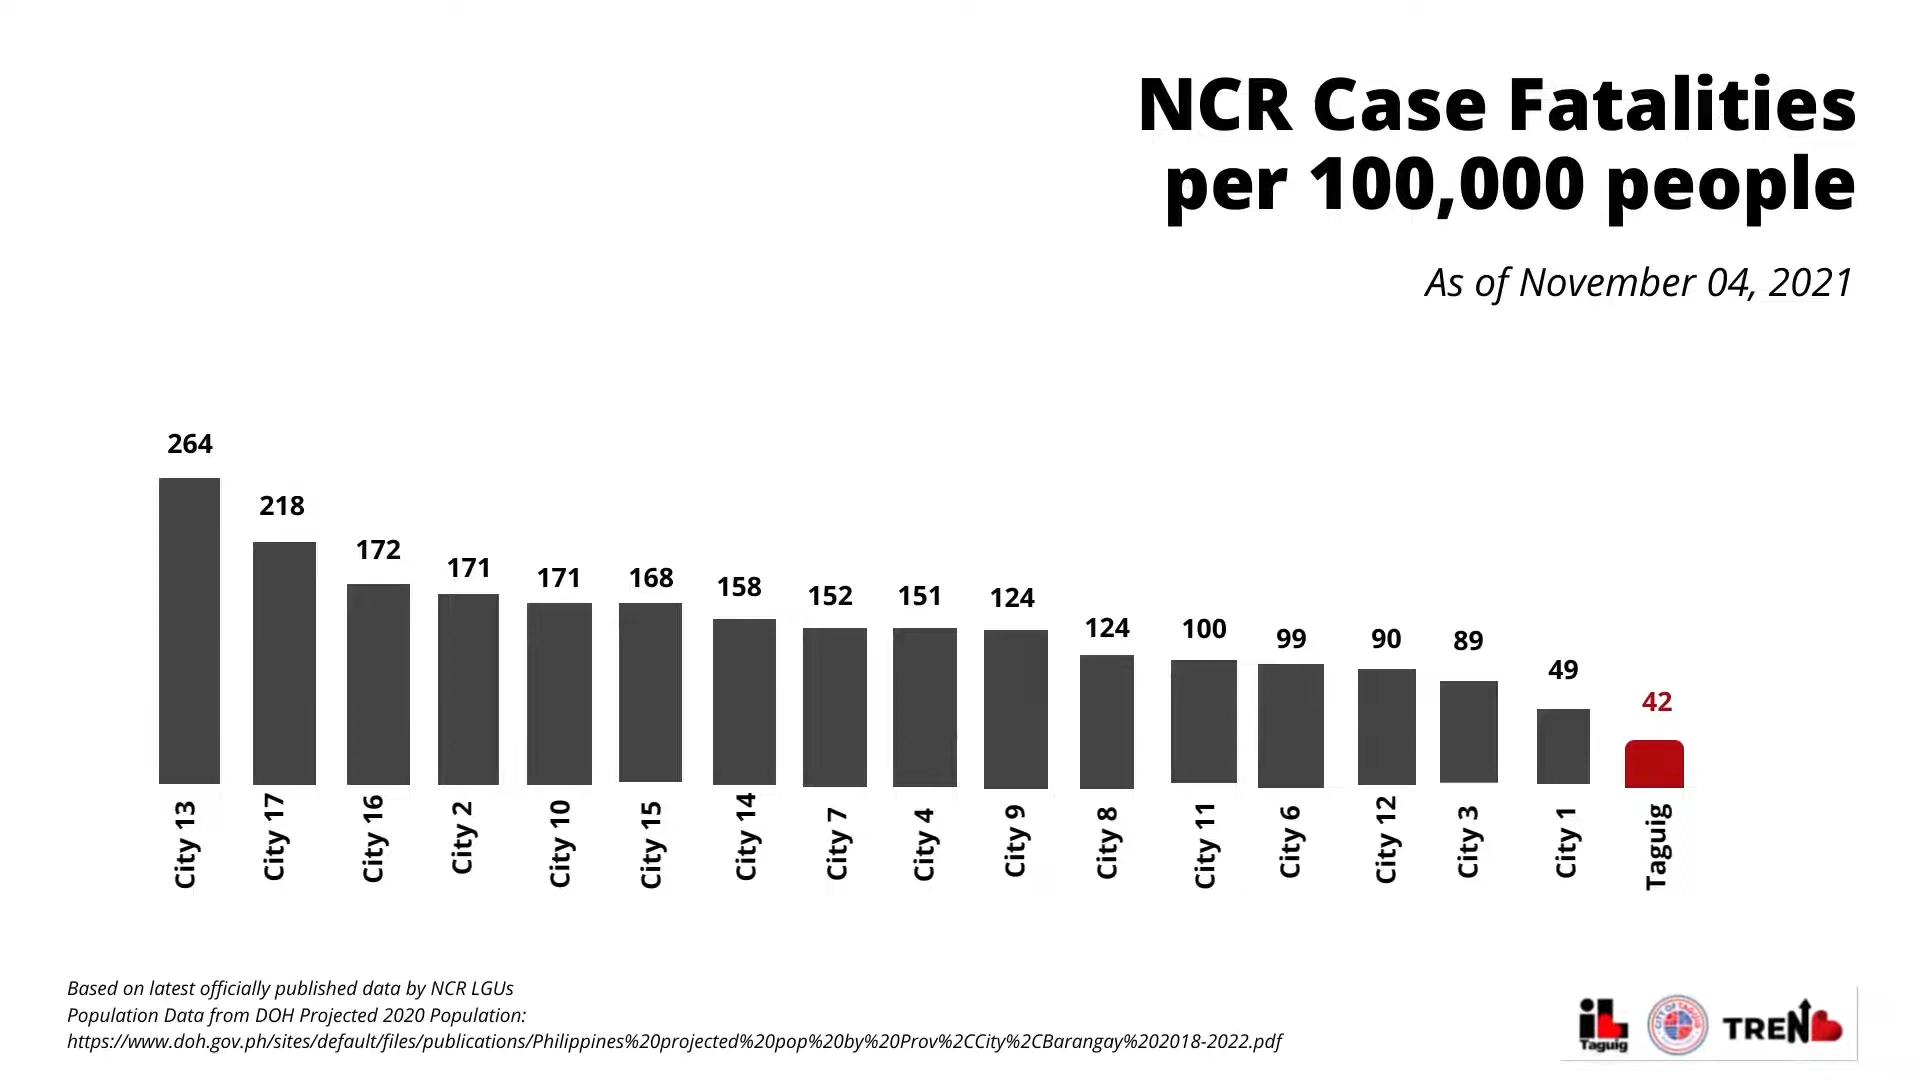 NCR Case Fatalities
per 100,000 people
As of November 04, 2021
264
218
172
171
171
168
158
152
151
124
124
100
99
90
89
49
42
City 13
City 17
City 16
City 2
City 10
City 15
City 14
City 7
City 4
City 9
City 8
City 11
City 6
City 12
City 3
City 1
Taguig
Based on latest officially published data by NCR LGUs
Population Data from DOH Projected 2020 Population:
https://www.doh.gov.ph/sites/default/files/publications/Philippines%20projected%20pop%20by%20Prov%2CCity%2CBarangay%202018-2022.pdf
iL
Taguig
CITY OF TAGUIG
TREND